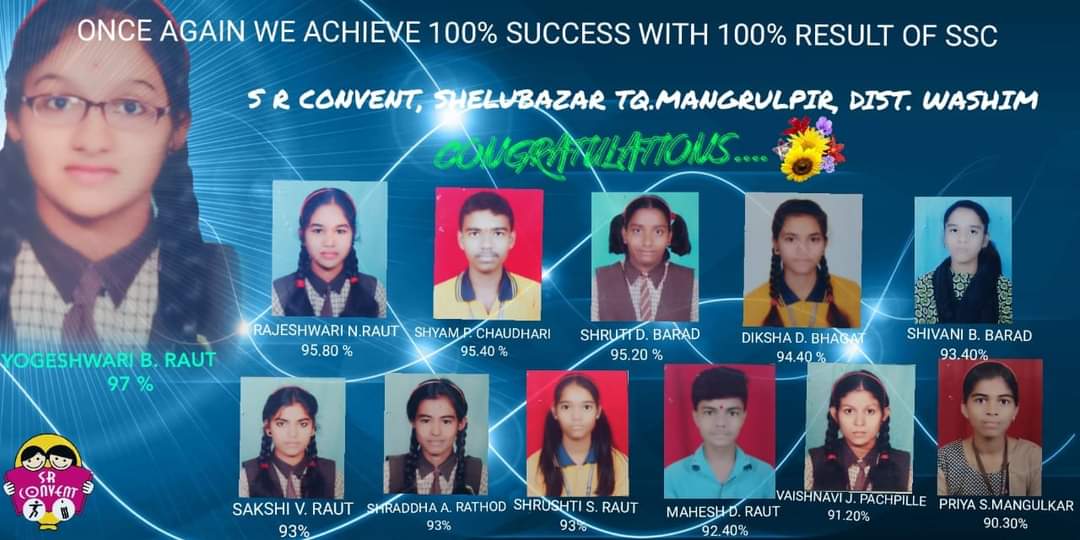 ONCE AGAIN WE ACHIEVE 100% SUCCESS WITH 100% RESULT OF SSC
S R CONVENT, SHELUBAZAR TQ.MANGRULPIR, DIST. WASHIM
CONGRATULATIONS....
YOGESHWARI B. RAUT
97 %
RAJESHWARI N.RAUT
95.80 %
SHYAM P. CHAUDHARI
95.40 %
SHRUTI D. BARAD
95.20 %
DIKSHA D. BHAGAT
94.40 %
SHIVANI B. BARAD
93.40%
SAKSHI V. RAUT
93%
SHRADDHA A. RATHOD
93%
SHRUSHTI S. RAUT
93%
MAHESH D. RAUT
92.40%
VAISHNAVI J. PACHPILLE
91.20%
PRIYA S.MANGULKAR
90.30%
SR
CONVENT